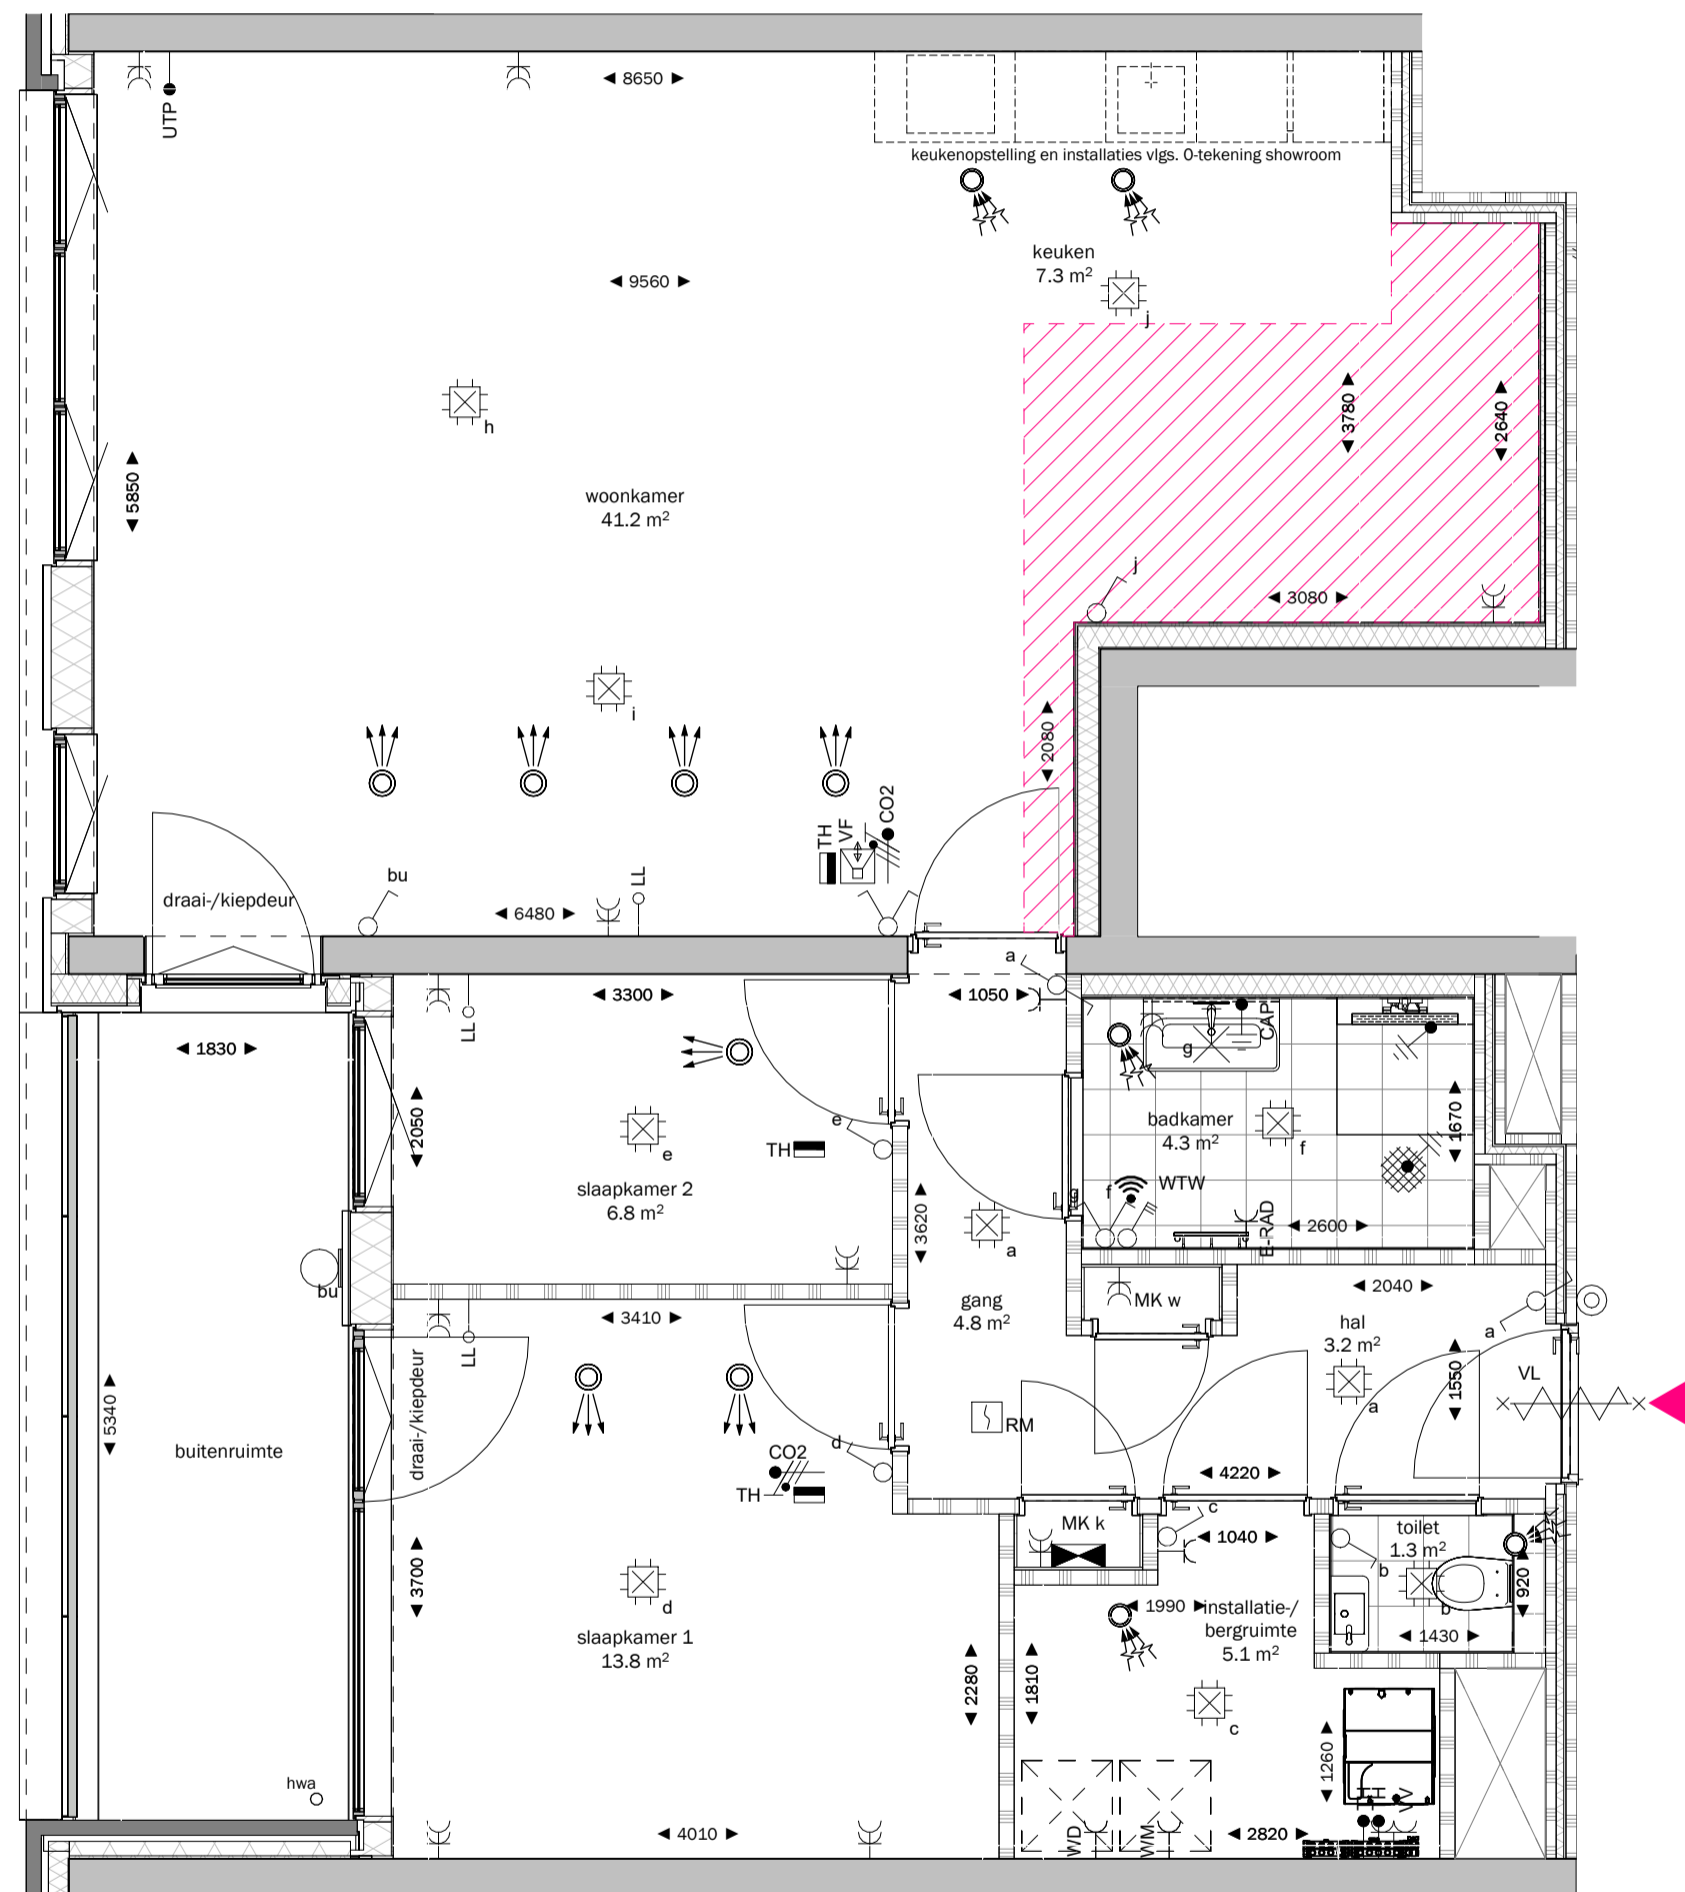 UTP
◄ 8650 ►
keukenopstelling en installaties vlgs. 0-tekening showroom
keuken
7.3 m²
j
◄ 9560 ►
h
◄ 3780 ►
◄ 2640 ►
◄ 5850 ►
woonkamer
41.2 m²
j
◄ 3080 ►
i
◄ 2080 ►
TH
VF
CO2
bu
LL
draai-/kiepdeur
◄ 6480 ►
a
◄ 3300 ►
◄ 1050 ►
LL
CAP
g
◄ 1830 ►
◄ 2050 ►
e
e
TH
badkamer
4.3 m²
f
◄ 1670 ►
slaapkamer 2
6.8 m²
f
WTW
◄ 3620 ►
a
E-RAD
◄ 2600 ►
bu
◄ 3410 ►
gang
4.8 m²
MK w
◄ 2040 ►
hal
3.2 m²
a
LL
draai-/kiepdeur
◄ 1550 ►
VL
a
◄ 5340 ►
buitenruimte
RM
d
CO2
TH
◄ 4220 ►
c
MK k
◄ 1040 ►
toilet
1.3 m²
b
b
◄ 920 ►
◄ 3700 ►
d
◄ 1990 ►
installatie-/
bergruimte
5.1 m²
◄ 1430 ►
slaapkamer 1
13.8 m²
◄ 2280 ►
◄ 1810 ►
c
◄ 1260 ►
hwa
◄ 4010 ►
WD
WM
◄ 2820 ►